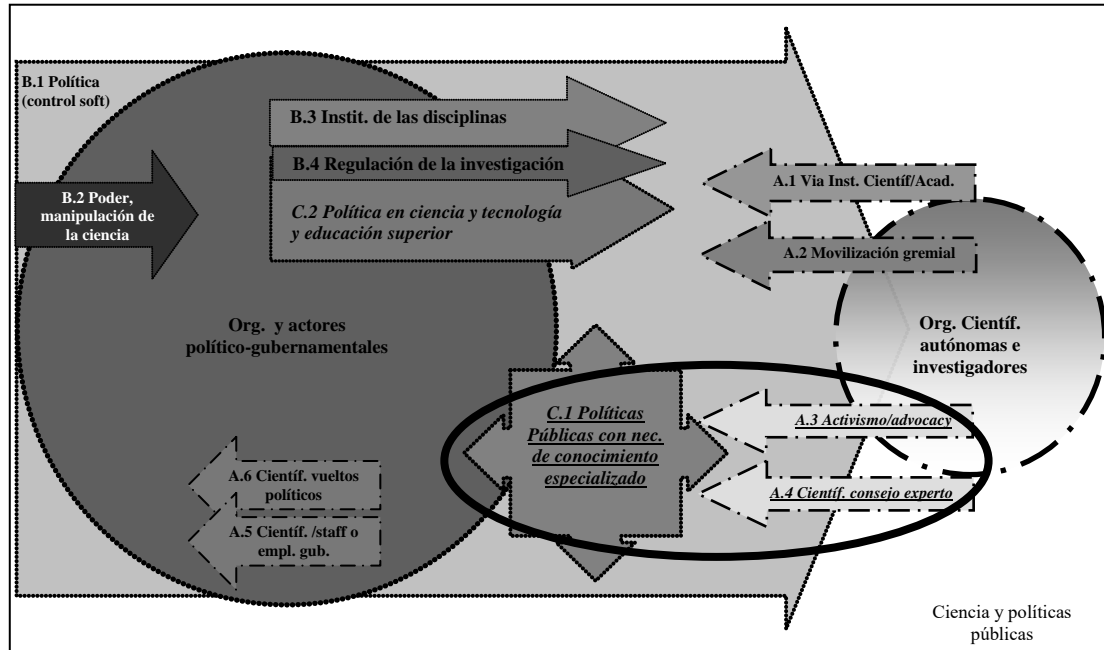 B.1 Política
(control soft)
B.3 Instit. de las disciplinas
B.4 Regulación de la investigación
A.1 Via Inst. Científ/Acad.
B.2 Poder,
manipulación de
la ciencia
C.2 Política en ciencia y tecnología
y educación superior
A.2 Movilización gremial
Org. y actores
político-gubernamentales
Org. Científ.
autónomas e
investigadores
C.1 Políticas
Públicas con nec.
de conocimiento
especializado
A.3 Activismo/advocacy
A.6 Científ. vueltos
políticos
A.4 Científ. consejo experto
A.5 Científ. /staff o
empl. gub.
Ciencia y políticas
públicas